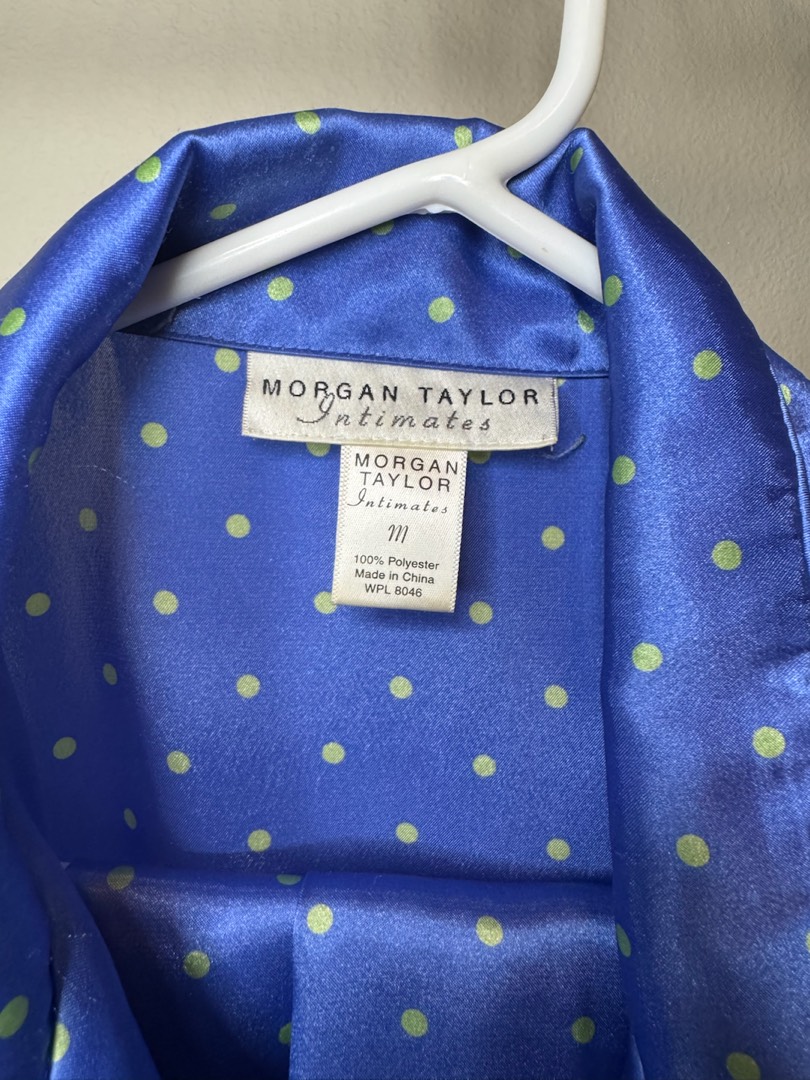 MORGAN TAYLOR
Intimates
MORGAN
TAYLOR
Intimates
M
100% Polyester
Made in China
WPL 8046